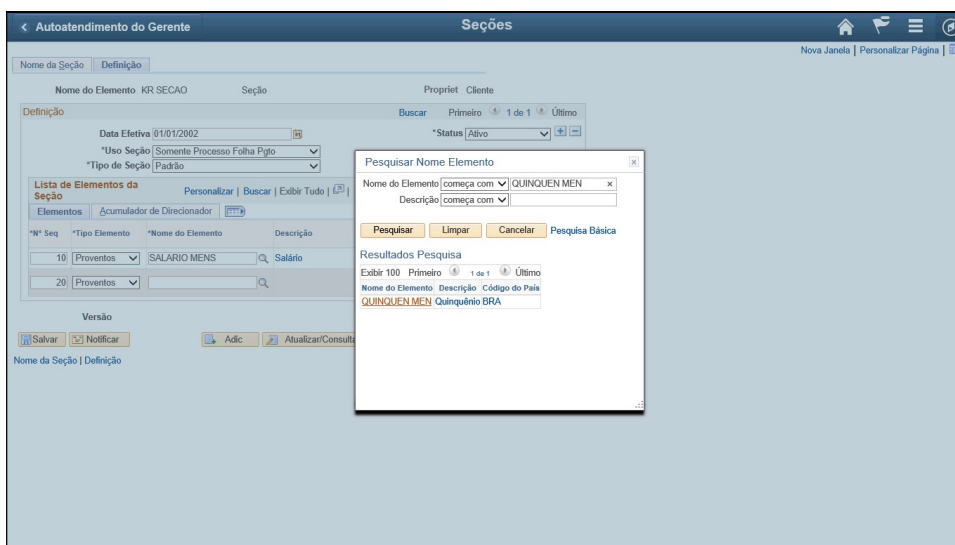 Autoatendimento do Gerente
Seções
Nova Janela | Personalizar Página |
Nome da Seção Definição
Nome do Elemento KR SECAO Seção Propriet Cliente
Definição Buscar Primeiro 1 de 1 Último
Data Efetiva 01/01/2002 *Status Ativo
*Uso Seção Somente Processo Folha Pgto
*Tipo de Seção Padrão
Lista de Elementos da Seção Personalizar | Buscar | Exibir Tudo |
Elementos Acumulador de Direcionador
*Nº Seq *Tipo Elemento *Nome do Elemento Descrição
10 Proventos SALARIO MENS Salário
20 Proventos
Versão
Salvar Notificar Adic Atualizar/Consulta
Nome da Seção | Definição
Pesquisar Nome Elemento
Nome do Elemento começa com QUINQUEN MEN
Descrição começa com
Pesquisar Limpar Cancelar Pesquisa Básica
Resultados Pesquisa
Exibir 100 Primeiro 1 de 1 Último
Nome do Elemento Descrição Código do País
QUINQUEN MEN Quinquênio BRA